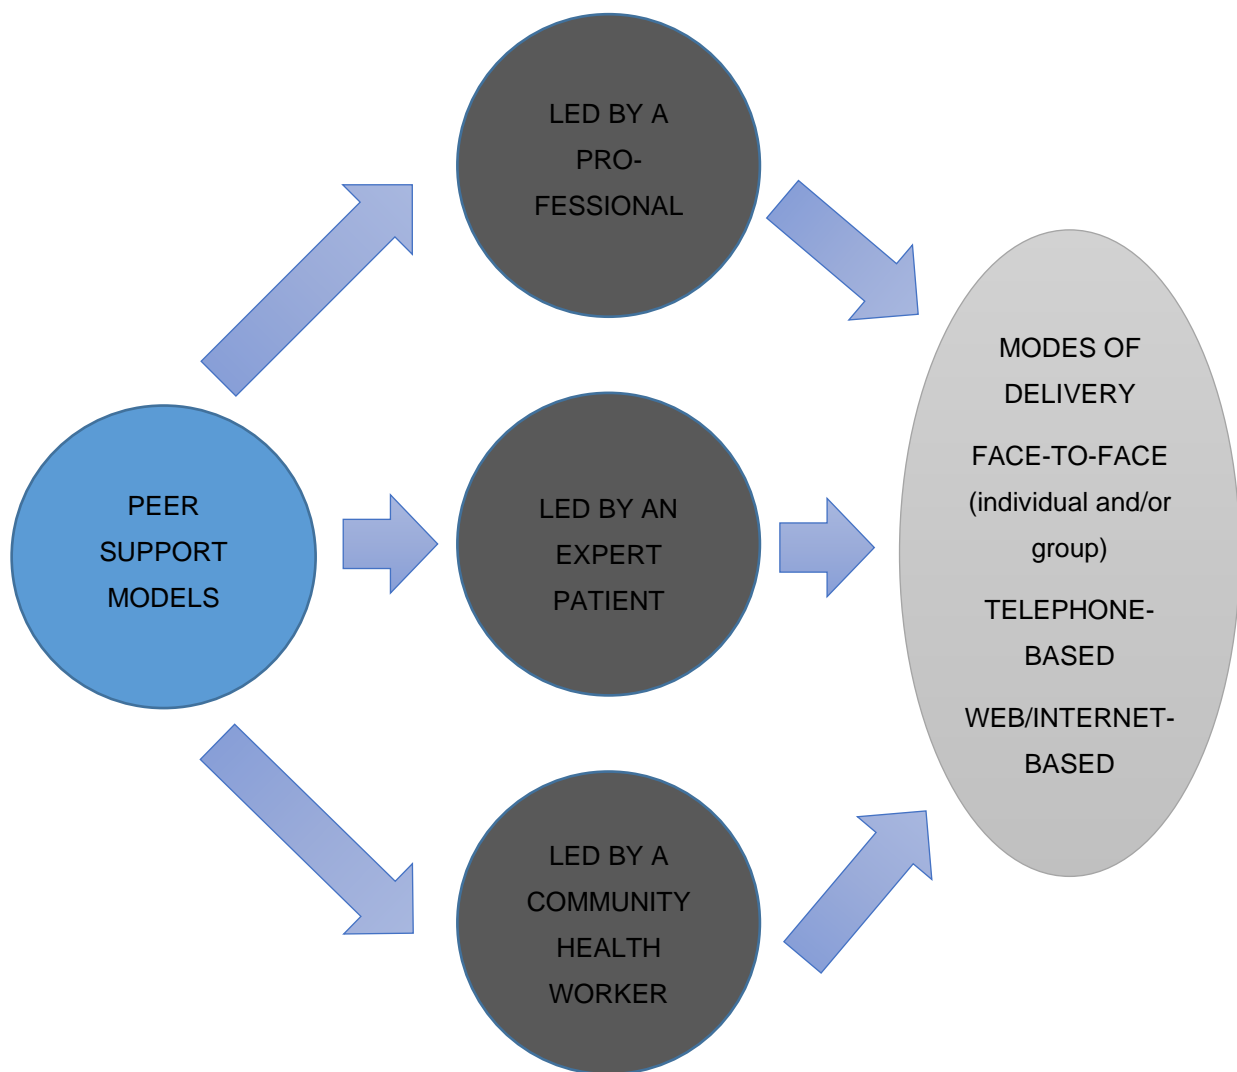 LED BY A
PRO-
FESSIONAL
PEER
SUPPORT
MODELS
LED BY AN
EXPERT
PATIENT
LED BY A
COMMUNITY
HEALTH
WORKER
MODES OF
DELIVERY
FACE-TO-FACE
(individual and/or
group)
TELEPHONE-
BASED
WEB/INTERNET-
BASED